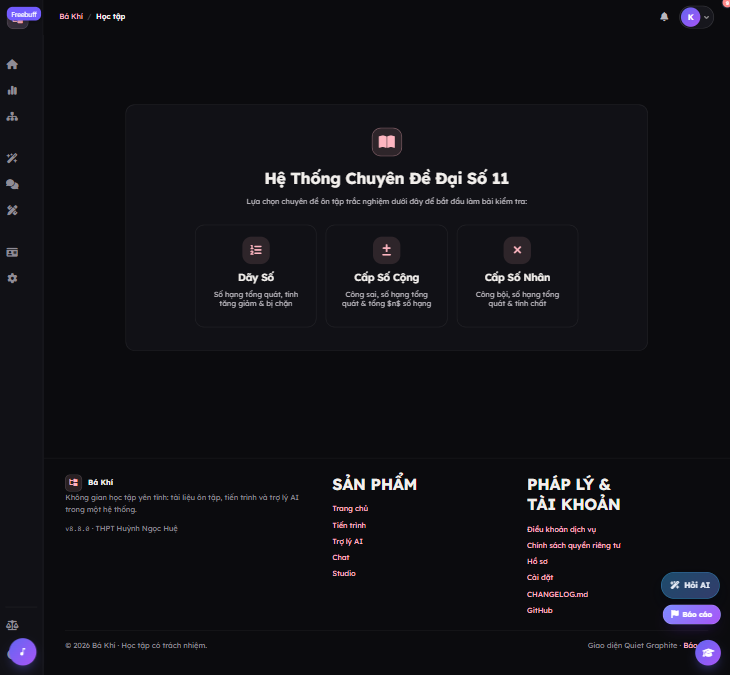 Freebuff
Bá Khí / Học tập
K
Hệ Thống Chuyên Đề Đại Số 11
Lựa chọn chuyên đề ôn tập trắc nghiệm dưới đây để bắt đầu làm bài kiểm tra:
Dãy Số
Số hạng tổng quát, tính
tăng giảm & bị chặn
Cấp Số Cộng
Công sai, số hạng tổng
quát & tổng $n$ số hạng
Cấp Số Nhân
Công bội, số hạng tổng
quát & tính chất
Bá Khí
Không gian học tập yên tĩnh: tài liệu ôn tập, tiến trình và trợ lý AI
trong một hệ thống.
v8.8.0 · THPT Huỳnh Ngọc Huệ
SẢN PHẨM
Trang chủ
Tiến trình
Trợ lý AI
Chat
Studio
PHÁP LÝ &
TÀI KHOẢN
Điều khoản dịch vụ
Chính sách quyền riêng tư
Hồ sơ
Cài đặt
CHANGELOG.md
GitHub
Hỏi AI
Báo cáo
© 2026 Bá Khí · Học tập có trách nhiệm.
Giao diện Quiet Graphite · Báo